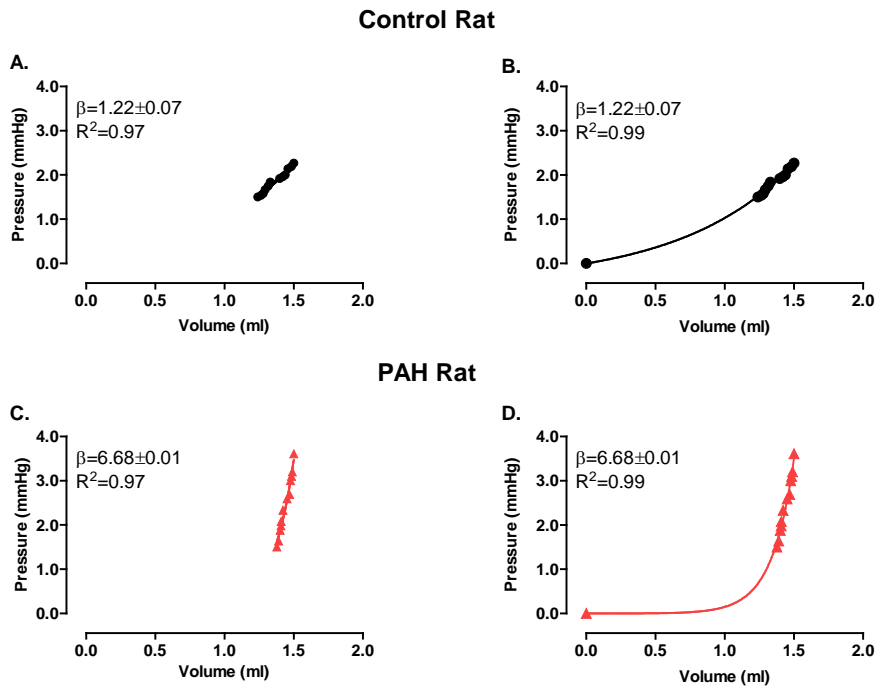 Control Rat
A.
4.0
3.0
2.0
1.0
0.0
Pressure (mmHg)
β=1.22±0.07
R²=0.97
0.0 0.5 1.0 1.5 2.0
Volume (ml)
B.
4.0
3.0
2.0
1.0
0.0
Pressure (mmHg)
β=1.22±0.07
R²=0.99
0.0 0.5 1.0 1.5 2.0
Volume (ml)
PAH Rat
C.
4.0
3.0
2.0
1.0
0.0
Pressure (mmHg)
β=6.68±0.01
R²=0.97
0.0 0.5 1.0 1.5 2.0
Volume (ml)
D.
4.0
3.0
2.0
1.0
0.0
Pressure (mmHg)
β=6.68±0.01
R²=0.99
0.0 0.5 1.0 1.5 2.0
Volume (ml)